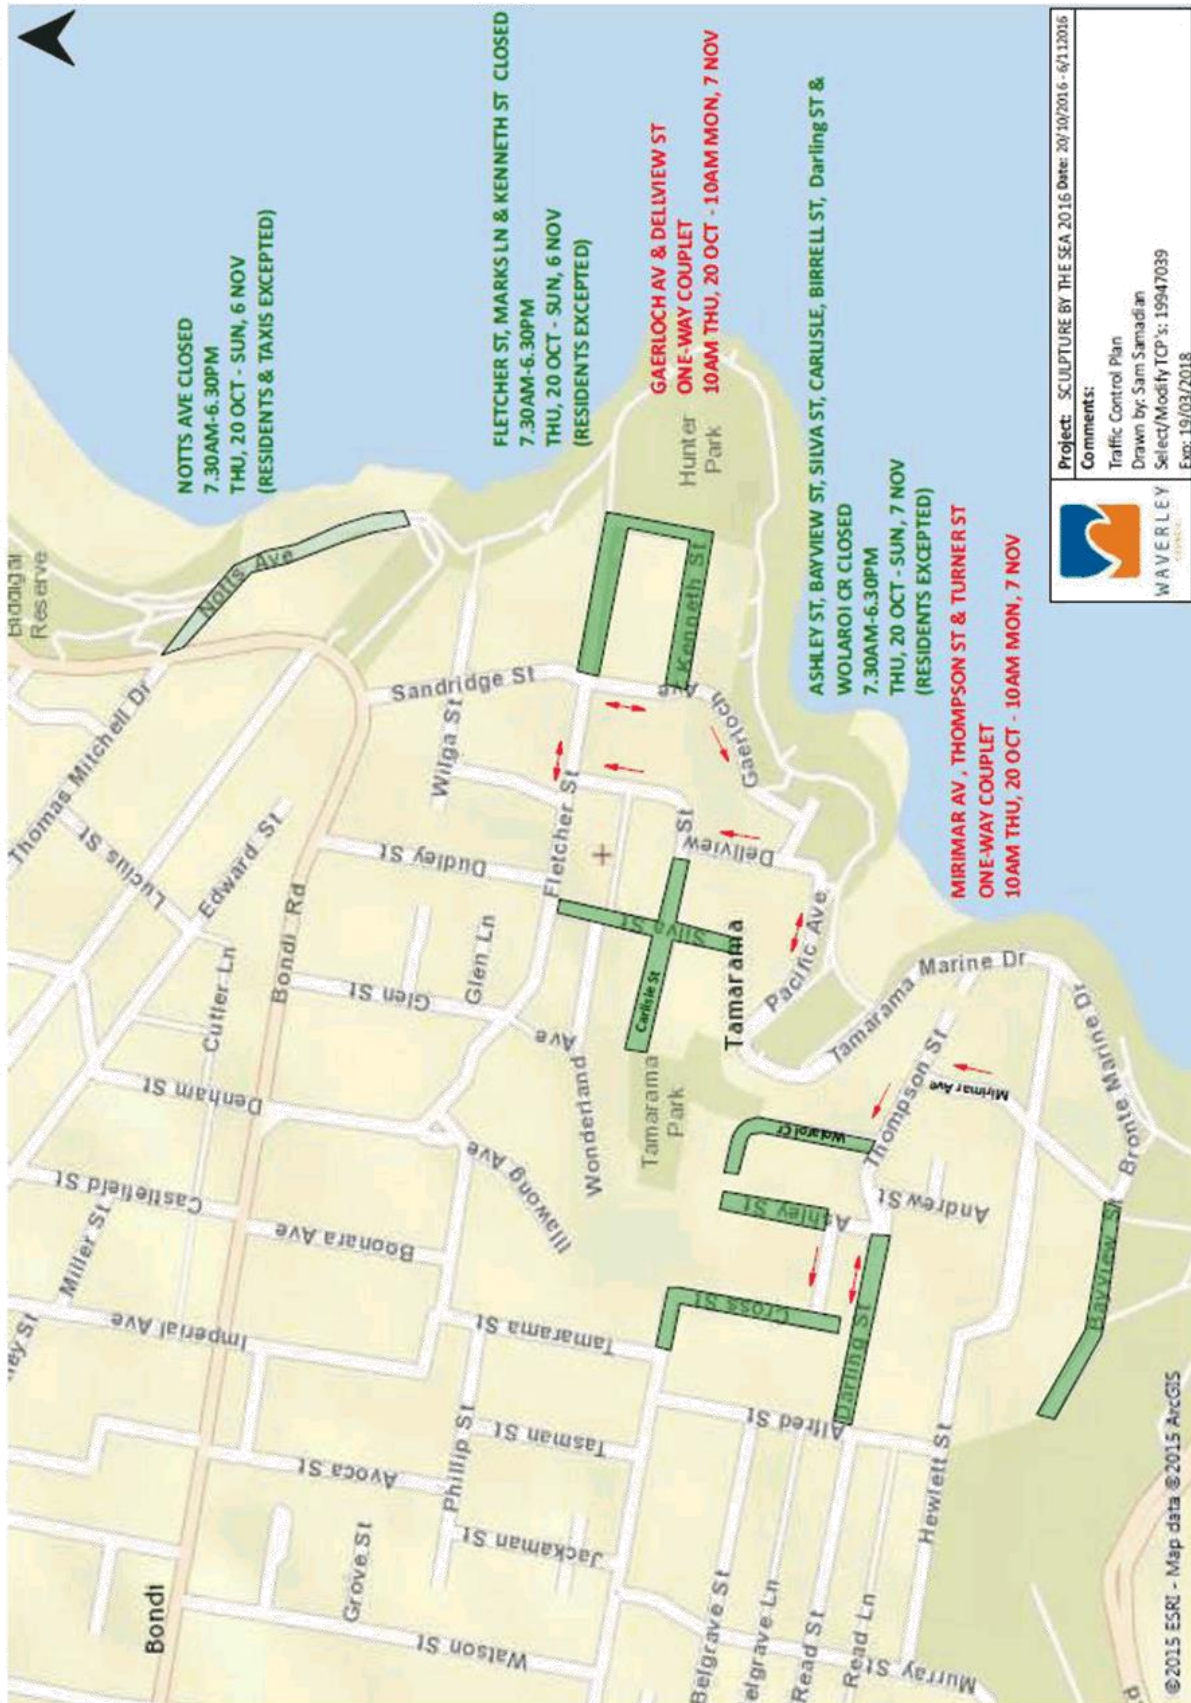 Biddigal
Reserve
NOTTS AVE CLOSED
7.30AM-6.30PM
THU, 20 OCT - SUN, 6 NOV
(RESIDENTS & TAXIS EXCEPTED)
FLETCHER ST, MARKS LN & KENNETH ST CLOSED
7.30AM-6.30PM
THU, 20 OCT - SUN, 6 NOV
(RESIDENTS EXCEPTED)
GAERLOCH AV & DELLVIEW ST
ONE-WAY COUPLET
10AM THU, 20 OCT - 10AM MON, 7 NOV
ASHLEY ST, BAYVIEW ST, SILVA ST, CARLISLE, BIRRELL ST, Darling ST &
WOLAROI CR CLOSED
7.30AM-6.30PM
THU, 20 OCT - SUN, 7 NOV
(RESIDENTS EXCEPTED)
MIRIMAR AV , THOMPSON ST & TURNER ST
ONE-WAY COUPLET
10AM THU, 20 OCT - 10AM MON, 7 NOV
Notts Ave
Thomas Mitchell Dr
Lucius St
Edward St
Cutler Ln
Bondi Rd
Sandridge St
Wilga St
Dudley St
Fletcher St
Glen Ln
Glen St
Denham St
Castlefield St
Miller St
ley St
Imperial Ave
Boonara Ave
Illawong Ave
Wonderland
Ave
Kenneth St
Ave
Gaerloch
Hunter
Park
Dellview
St
Silva St
Carlisle St
Tamarama
Pacific Ave
Tamarama
Park
Tamarama
Marine Dr
Thompson St
Mirimar Ave
Bronte Marine Dr
Wolaroi Cr
Ashley St
Andrew St
Bayview St
Cross St
Darling St
Tamarama St
Alfred St
Tasman St
Phillip St
Avoca St
Jackaman St
Grove St
Watson St
Bondi
Hewlett St
Belgrave St
elgrave Ln
Read St
Read Ln
Murray St
d
©2015 ESRI - Map data ©2015 ArcGIS
WAVERLEY
COUNCIL
Project: SCULPTURE BY THE SEA 2016 Date: 20/10/2016 - 6/112016
Comments:
Traffic Control Plan
Drawn by: Sam Samadian
Select/Modify TCP's: 19947039
Exp: 19/03/2018